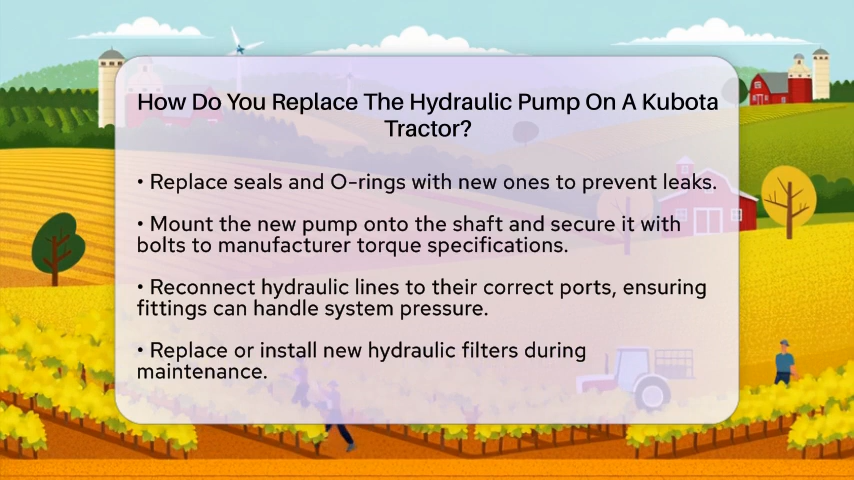 How Do You Replace The Hydraulic Pump On A Kubota
Tractor?
• Replace seals and O-rings with new ones to prevent leaks.
• Mount the new pump onto the shaft and secure it with
bolts to manufacturer torque specifications.
• Reconnect hydraulic lines to their correct ports, ensuring
fittings can handle system pressure.
• Replace or install new hydraulic filters during
maintenance.